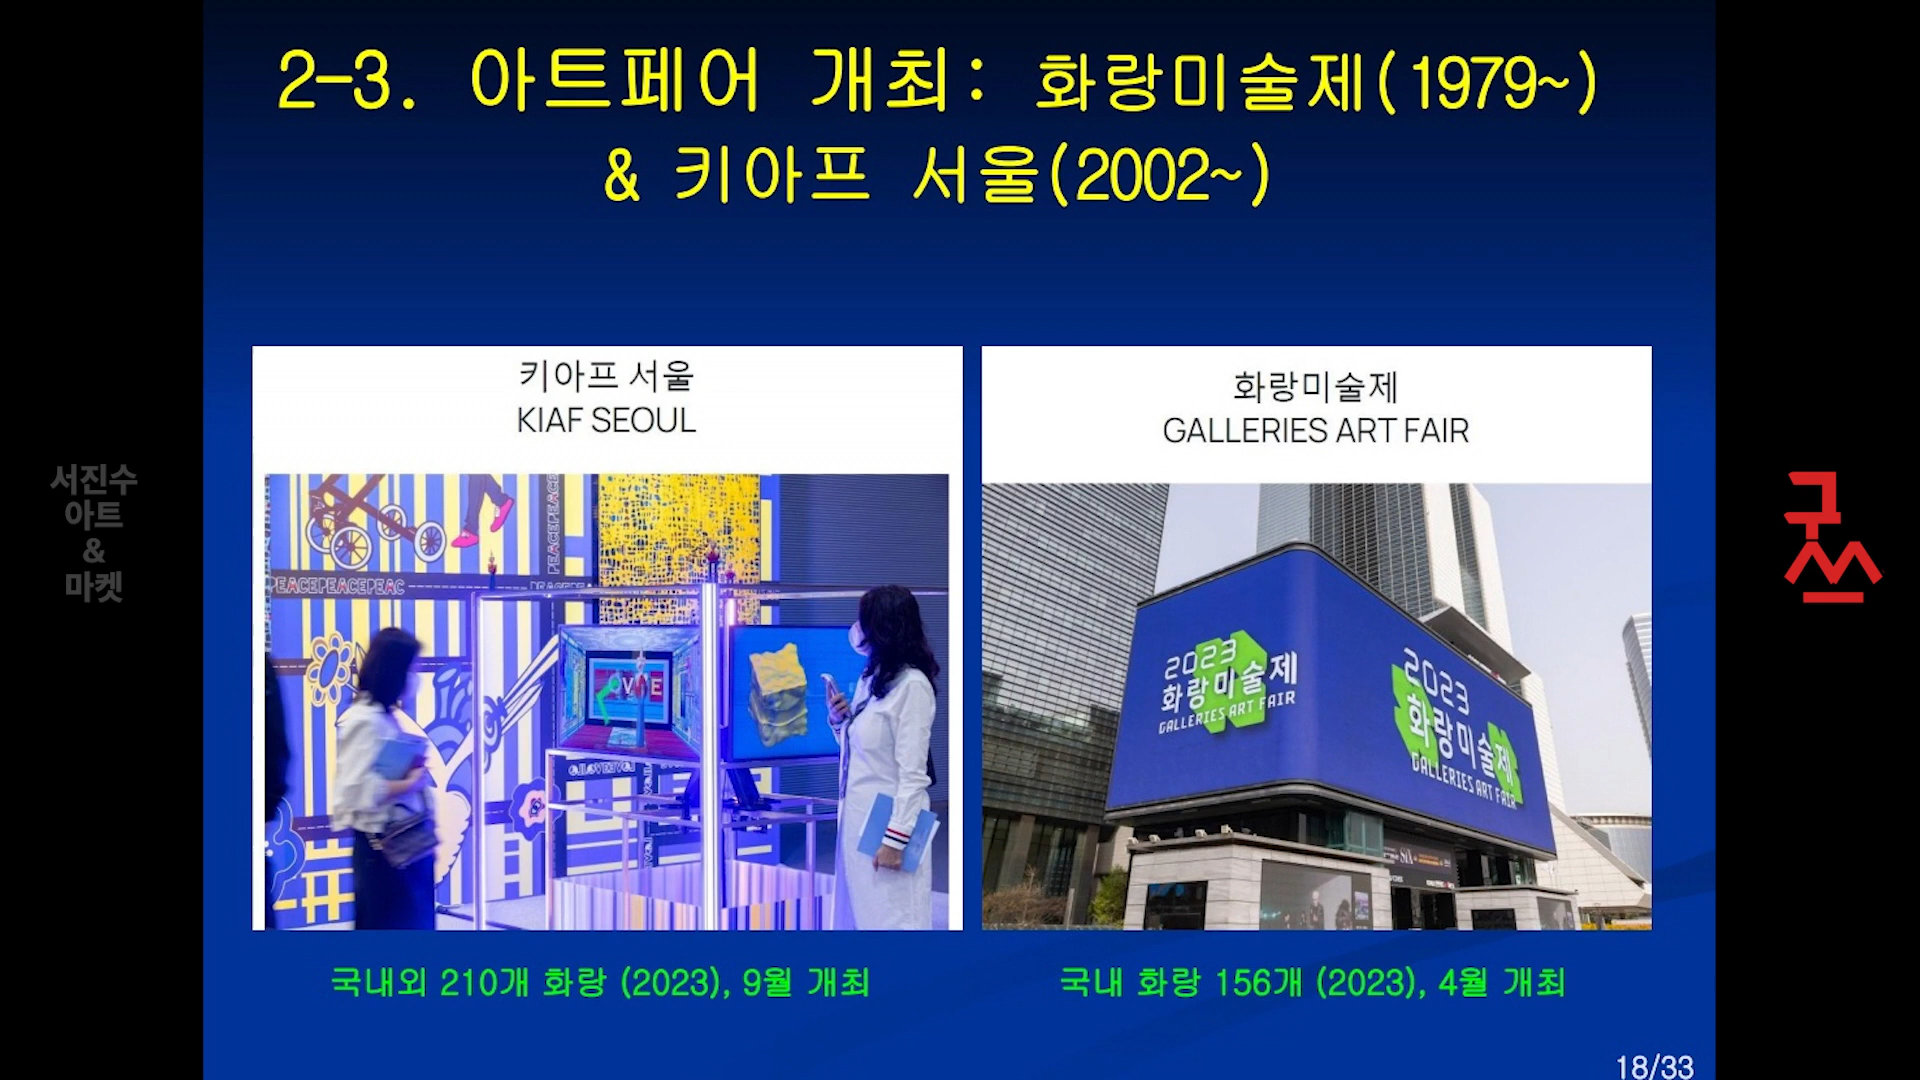 2-3. 아트페어 개최: 화랑미술제(1979~)
& 키아프 서울(2002~)
서진수
아트
&
마켓
구쓰
키아프 서울
KIAF SEOUL
PEACEPEACEPEAC
PEACEPEACE
화랑미술제
GALLERIES ART FAIR
2023
화랑미술제
GALLERIES ART FAIR
2023
화랑미술제
GALLERIES ART FAIR
국내외 210개 화랑 (2023), 9월 개최
국내 화랑 156개 (2023), 4월 개최
18/33